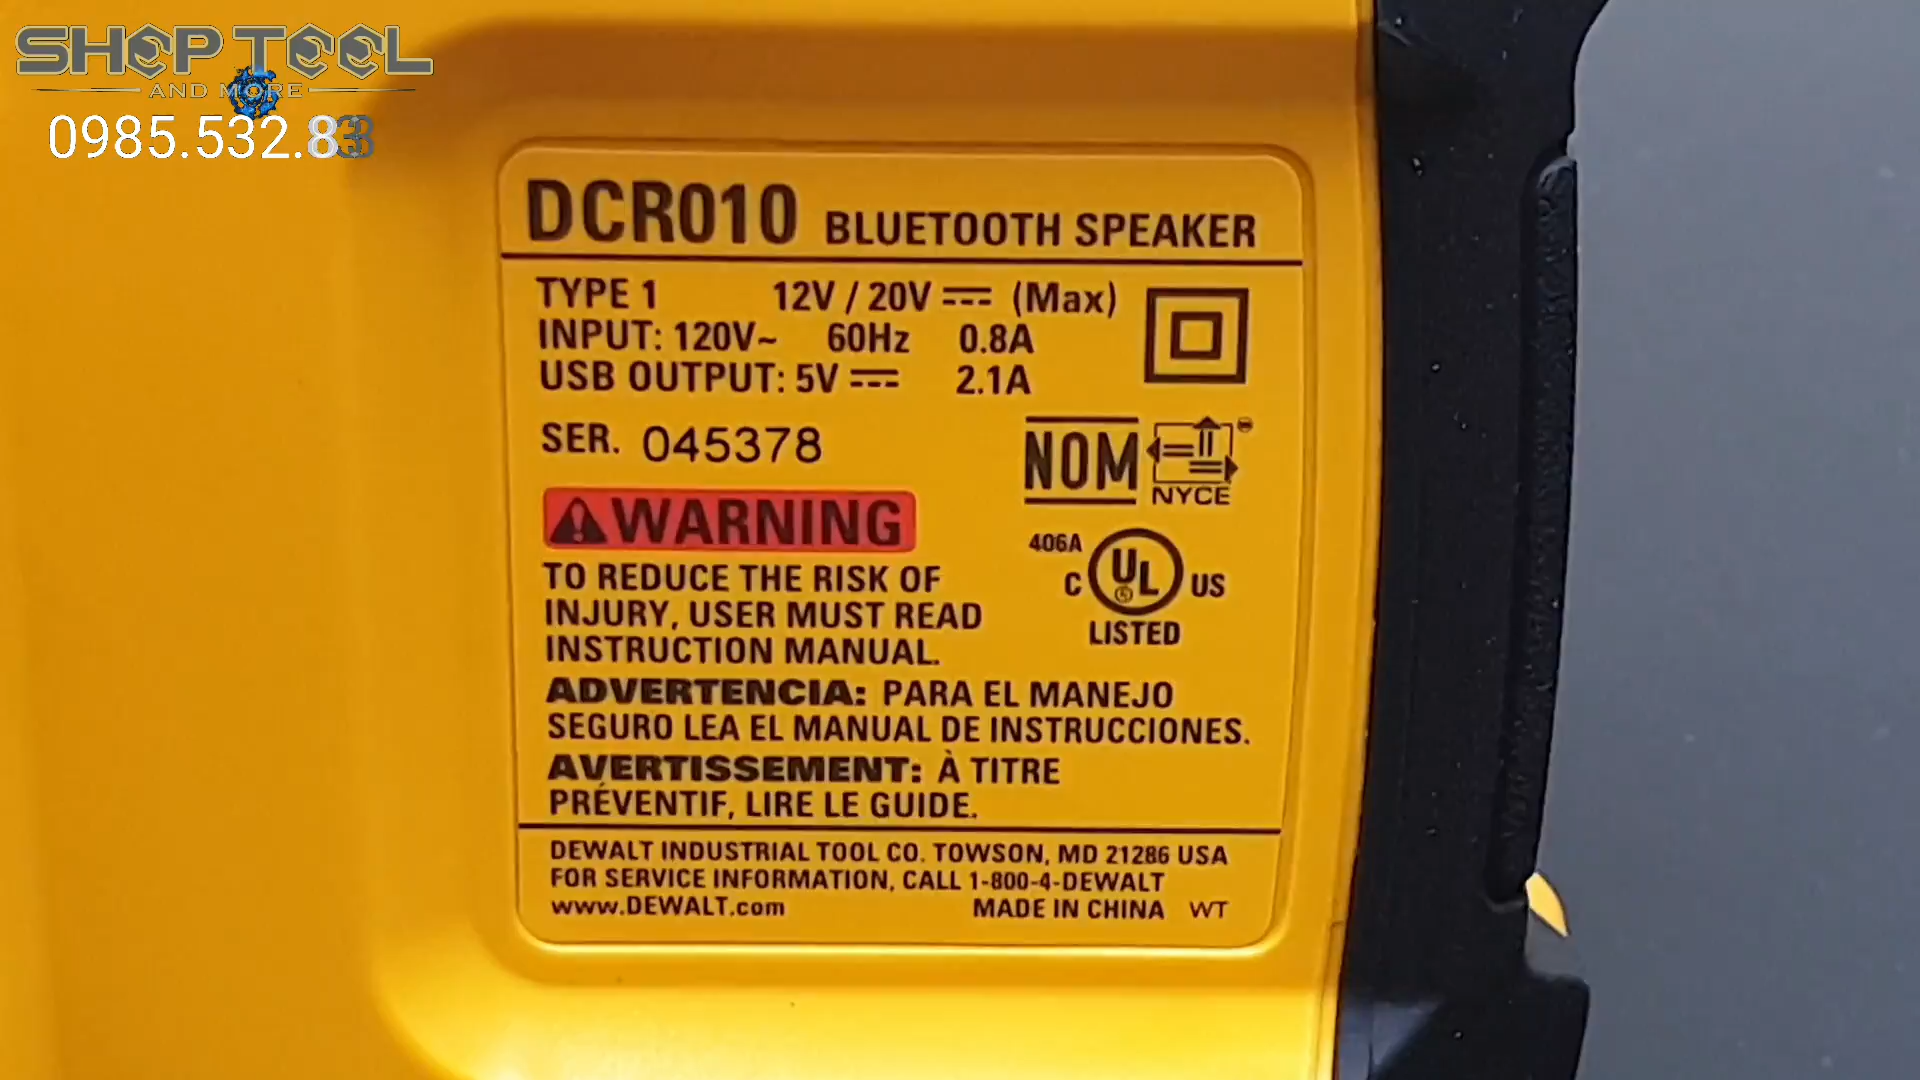 SHOP TOOL
AND MORE
0985.532.83
DCR010 BLUETOOTH SPEAKER
TYPE 1 12V / 20V (Max)
INPUT: 120V~ 60Hz 0.8A
USB OUTPUT: 5V 2.1A
SER. 045378
NOM
NYCE
WARNING
TO REDUCE THE RISK OF
INJURY, USER MUST READ
INSTRUCTION MANUAL.
406A
C UL US
LISTED
ADVERTENCIA: PARA EL MANEJO
SEGURO LEA EL MANUAL DE INSTRUCCIONES.
AVERTISSEMENT: À TITRE
PRÉVENTIF, LIRE LE GUIDE.
DEWALT INDUSTRIAL TOOL CO. TOWSON, MD 21286 USA
FOR SERVICE INFORMATION, CALL 1-800-4-DEWALT
www.DEWALT.com MADE IN CHINA WT